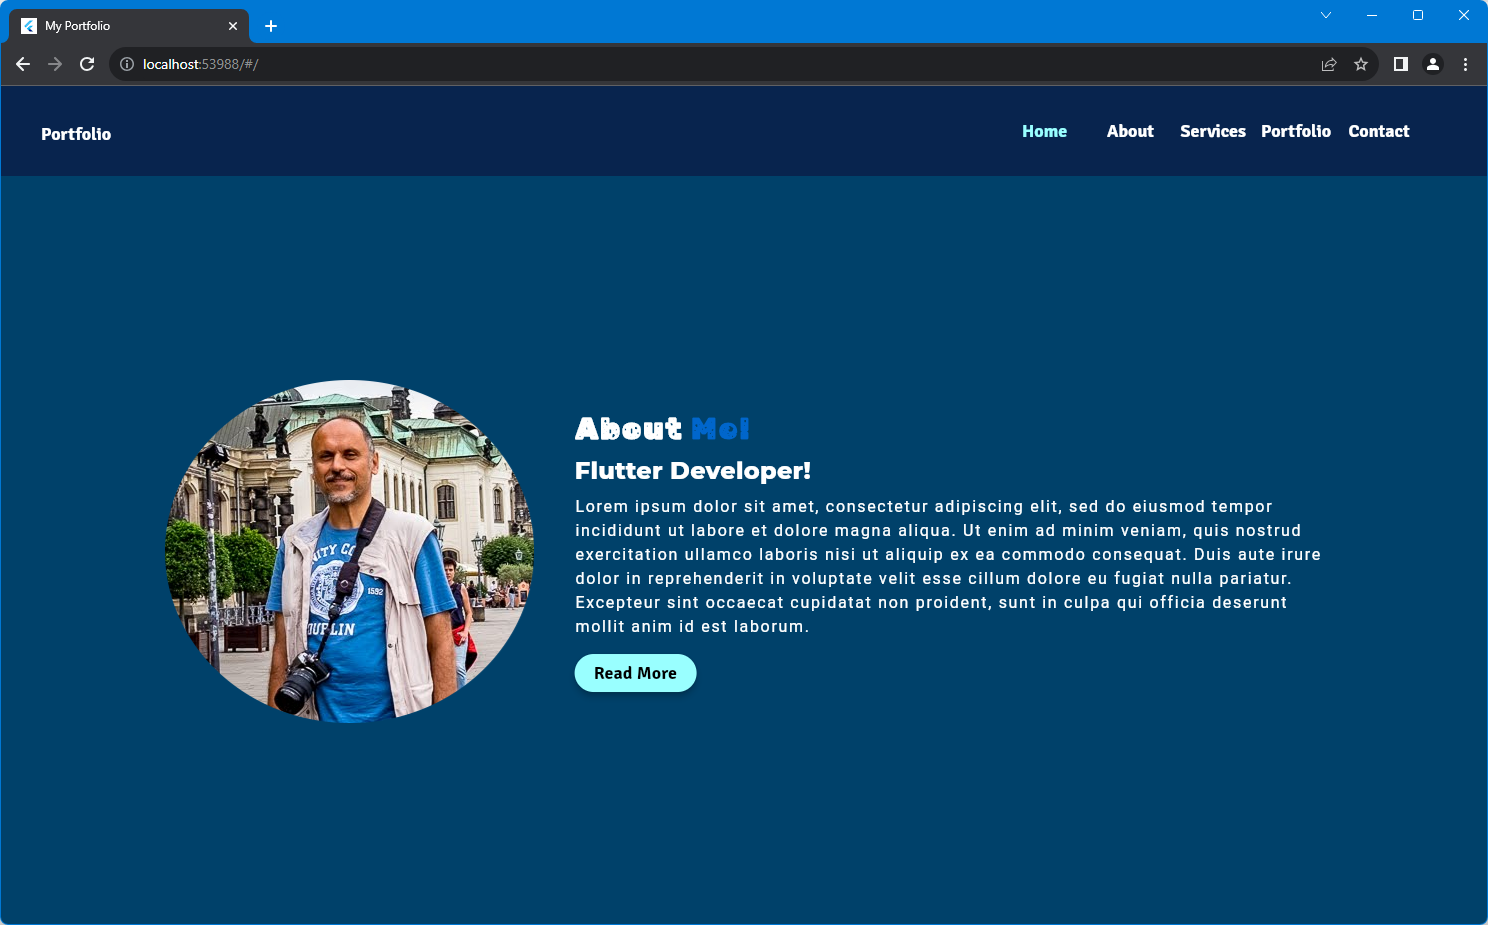 My Portfolio
localhost:53988/#/
Portfolio
Home About Services Portfolio Contact
About Me!
Flutter Developer!
Lorem ipsum dolor sit amet, consectetur adipiscing elit, sed do eiusmod tempor
incididunt ut labore et dolore magna aliqua. Ut enim ad minim veniam, quis nostrud
exercitation ullamco laboris nisi ut aliquip ex ea commodo consequat. Duis aute irure
dolor in reprehenderit in voluptate velit esse cillum dolore eu fugiat nulla pariatur.
Excepteur sint occaecat cupidatat non proident, sunt in culpa qui officia deserunt
mollit anim id est laborum.
Read More
1592